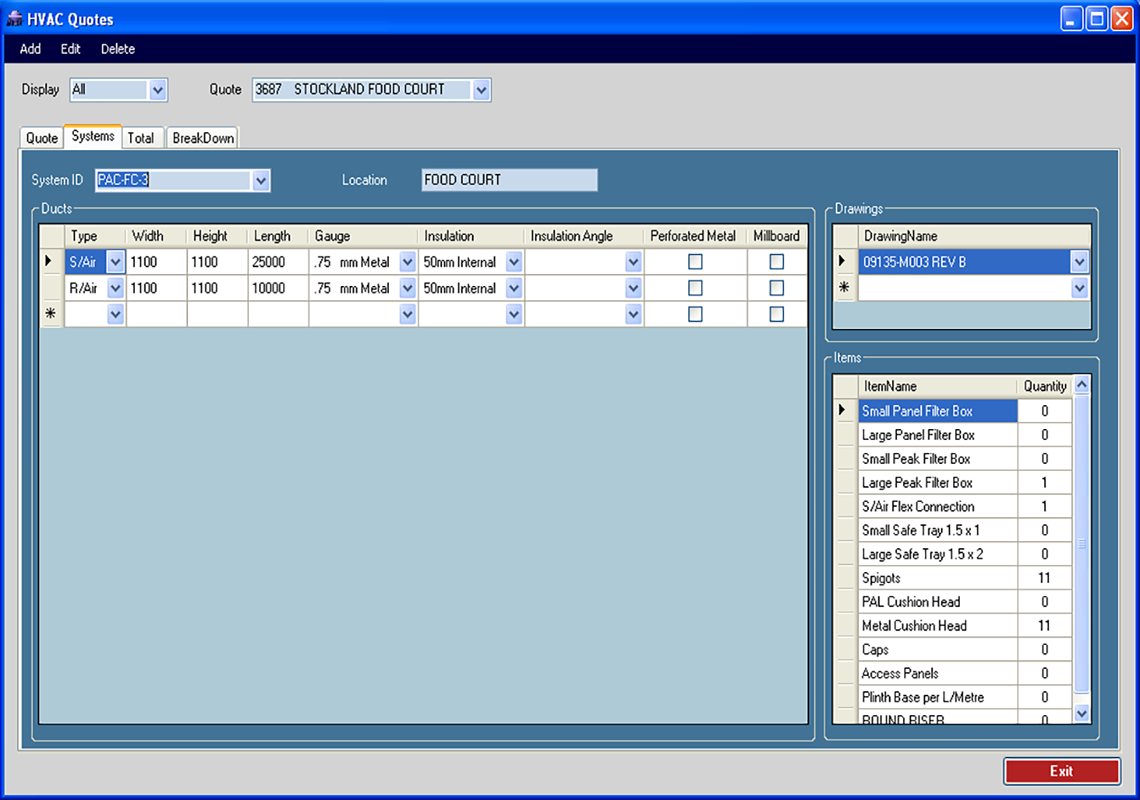 HVAC Quotes
Add Edit Delete
Display All Quote 3687 STOCKLAND FOOD COURT
Quote Systems Total BreakDown
System ID PAC-FC-3 Location FOOD COURT
Ducts
Type Width Height Length Gauge Insulation Insulation Angle Perforated Metal Millboard
S/Air 1100 1100 25000 .75 mm Metal 50mm Internal
R/Air 1100 1100 10000 .75 mm Metal 50mm Internal
*
Drawings
DrawingName
09135-M003 REV B
*
Items
ItemName Quantity
Small Panel Filter Box 0
Large Panel Filter Box 0
Small Peak Filter Box 0
Large Peak Filter Box 1
S/Air Flex Connection 1
Small Safe Tray 1.5 x 1 0
Large Safe Tray 1.5 x 2 0
Spigots 11
PAL Cushion Head 0
Metal Cushion Head 11
Caps 0
Access Panels 0
Plinth Base per L/Metre 0
ROUND RISER 0
Exit